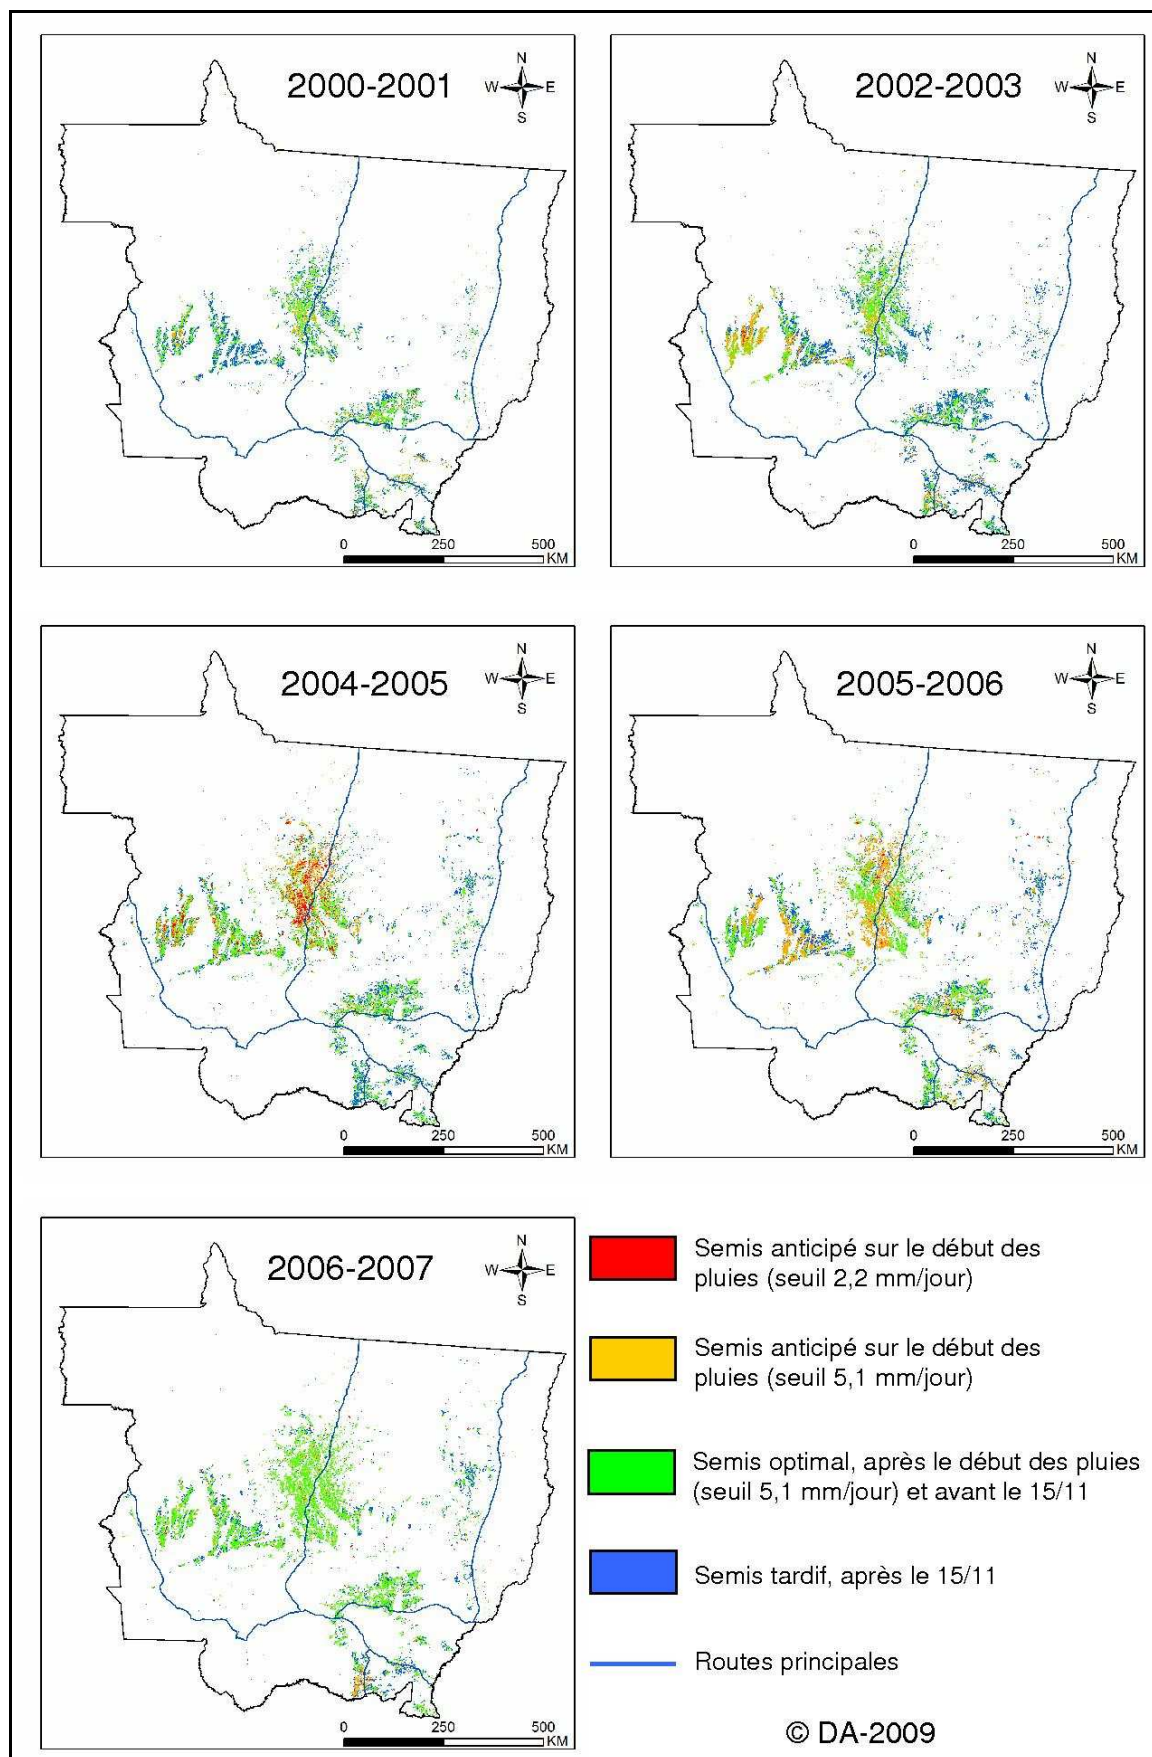 2000-2001
N
W E
S
0 250 500
KM
2002-2003
N
W E
S
0 250 500
KM
2004-2005
N
W E
S
0 250 500
KM
2005-2006
N
W E
S
0 250 500
KM
2006-2007
N
W E
S
0 250 500
KM
Semis anticipé sur le début des
pluies (seuil 2,2 mm/jour)
Semis anticipé sur le début des
pluies (seuil 5,1 mm/jour)
Semis optimal, après le début des pluies
(seuil 5,1 mm/jour) et avant le 15/11
Semis tardif, après le 15/11
Routes principales
© DA-2009